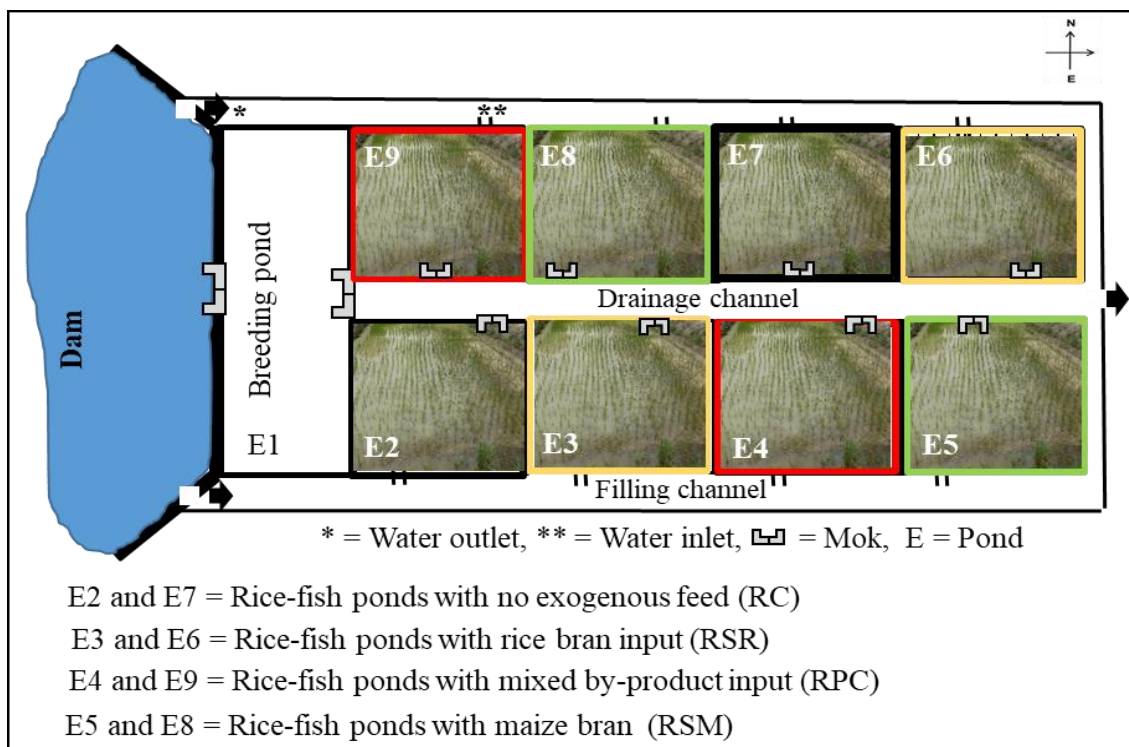 N
E
*
**
E9
E8
E7
E6
Dam
Breeding pond
E1
Drainage channel
E2
E3
E4
E5
Filling channel
* = Water outlet, ** = Water inlet, = Mok, E = Pond
E2 and E7 = Rice-fish ponds with no exogenous feed (RC)
E3 and E6 = Rice-fish ponds with rice bran input (RSR)
E4 and E9 = Rice-fish ponds with mixed by-product input (RPC)
E5 and E8 = Rice-fish ponds with maize bran (RSM)